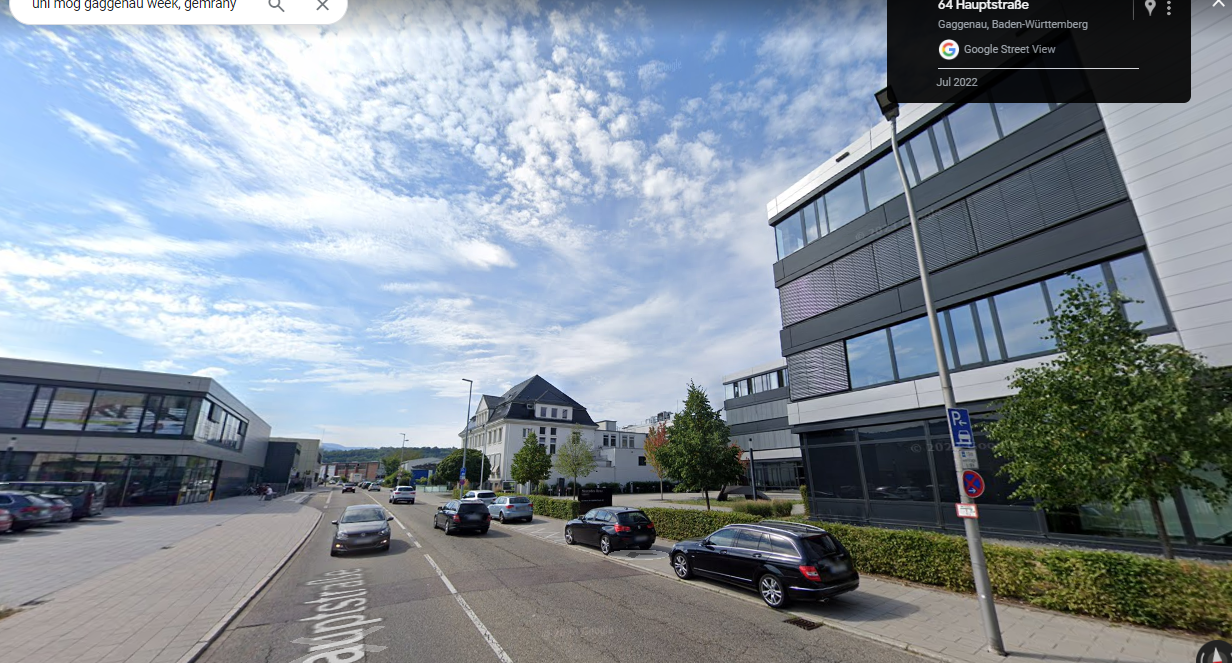 uni mog gaggenau week, gemrany
64 Hauptstraße
Gaggenau, Baden-Württemberg
Google Street View
Jul 2022
P
Hauptstraße